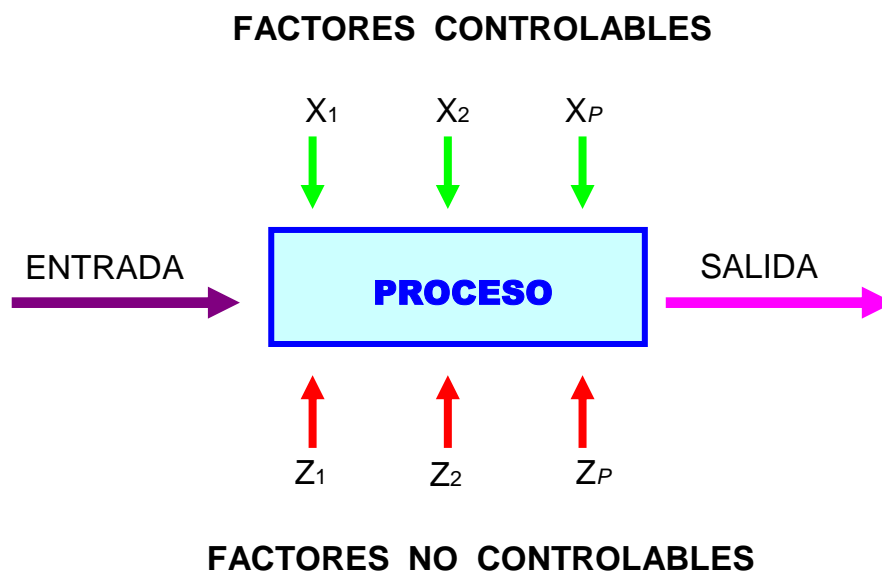 FACTORES CONTROLABLES
X1 X2 XP
ENTRADA
PROCESO
SALIDA
Z1 Z2 ZP
FACTORES NO CONTROLABLES